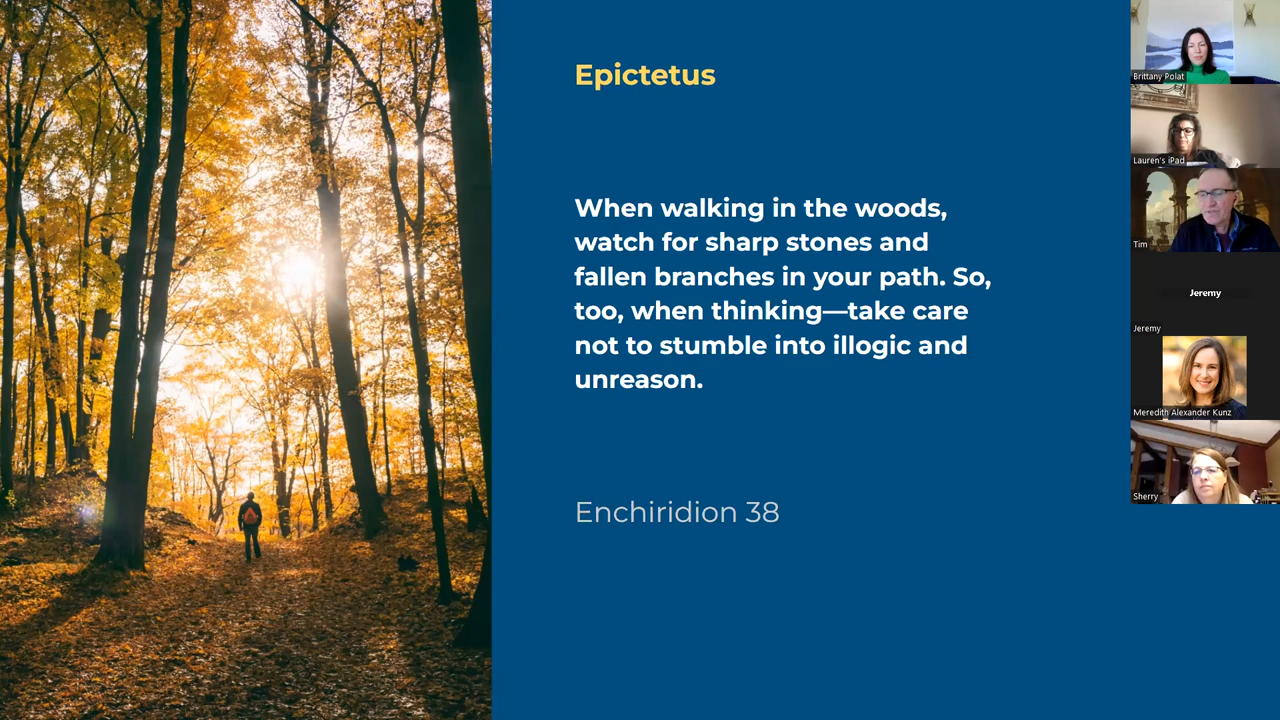 Epictetus
When walking in the woods,
watch for sharp stones and
fallen branches in your path. So,
too, when thinking—take care
not to stumble into illogic and
unreason.
Enchiridion 38
Brittany Polat
Lauren's iPad
Tim
Jeremy
Jeremy
Meredith Alexander Kunz
Sherry